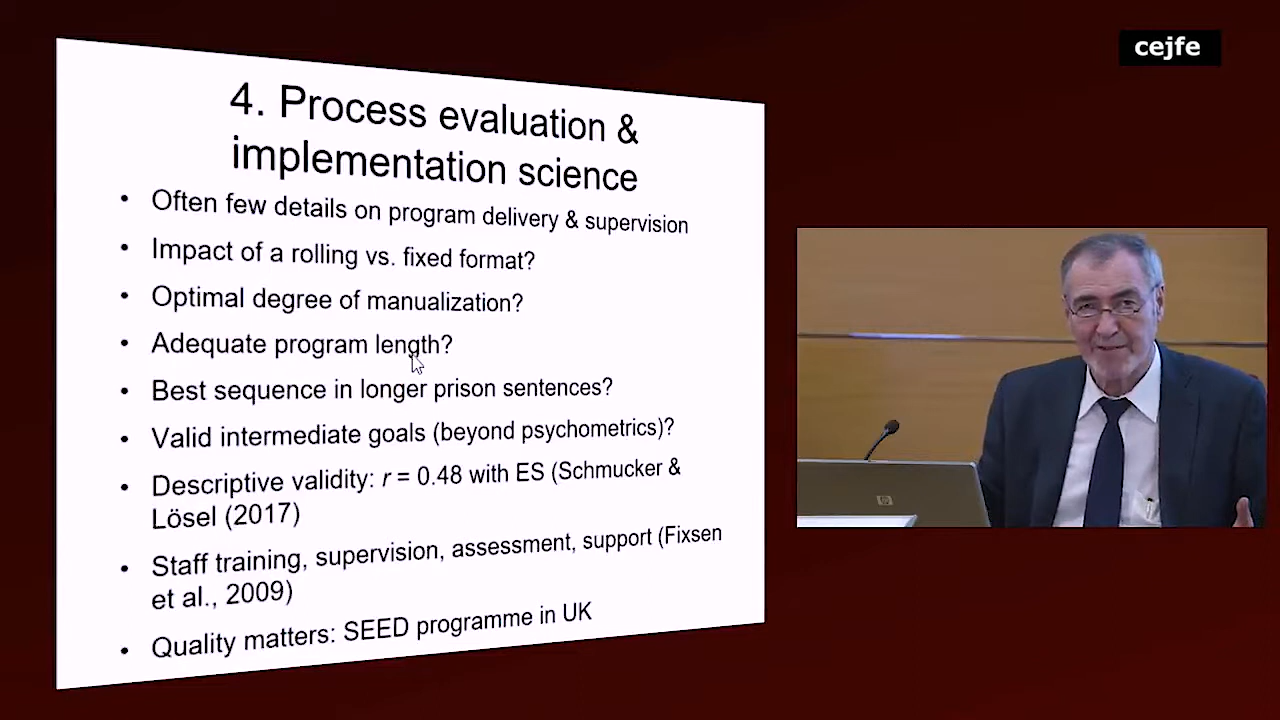 cejfe
4. Process evaluation &
implementation science
• Often few details on program delivery & supervision
• Impact of a rolling vs. fixed format?
• Optimal degree of manualization?
• Adequate program length?
• Best sequence in longer prison sentences?
• Valid intermediate goals (beyond psychometrics)?
• Descriptive validity: r = 0.48 with ES (Schmucker &
Lösel (2017)
• Staff training, supervision, assessment, support (Fixsen
et al., 2009)
• Quality matters: SEED programme in UK
hp